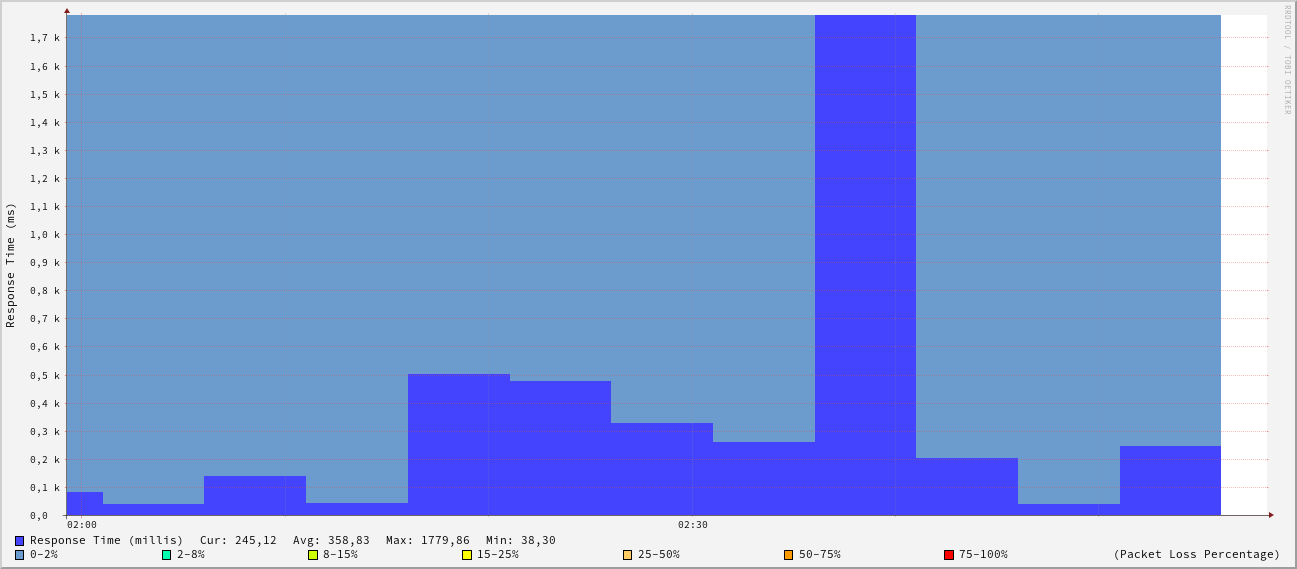 RRDTOOL / TOBI OETIKER
Response Time (ms)
1,7 k
1,6 k
1,5 k
1,4 k
1,3 k
1,2 k
1,1 k
1,0 k
0,9 k
0,8 k
0,7 k
0,6 k
0,5 k
0,4 k
0,3 k
0,2 k
0,1 k
0,0
02:00 02:30
Response Time (millis) Cur: 245,12 Avg: 358,83 Max: 1779,86 Min: 38,30
0-2% 2-8% 8-15% 15-25% 25-50% 50-75% 75-100% (Packet Loss Percentage)